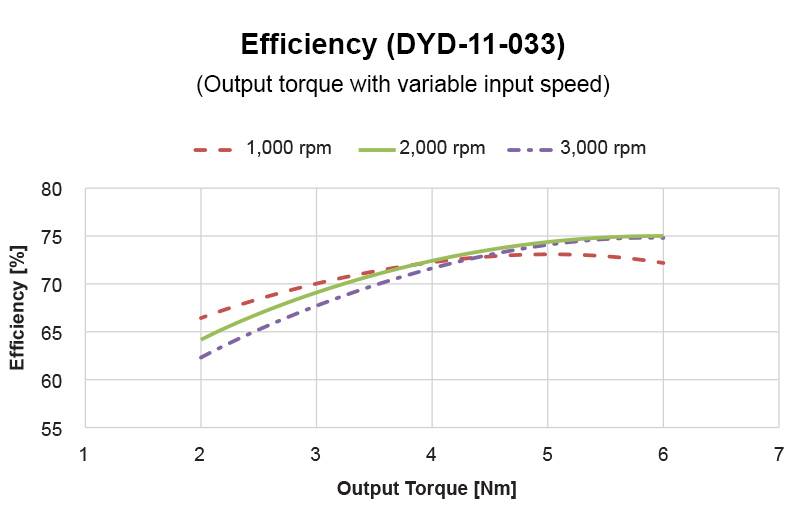 Efficiency (DYD-11-033)
(Output torque with variable input speed)
1,000 rpm 2,000 rpm 3,000 rpm
80
75
70
65
60
55
Efficiency [%]
1 2 3 4 5 6 7
Output Torque [Nm]